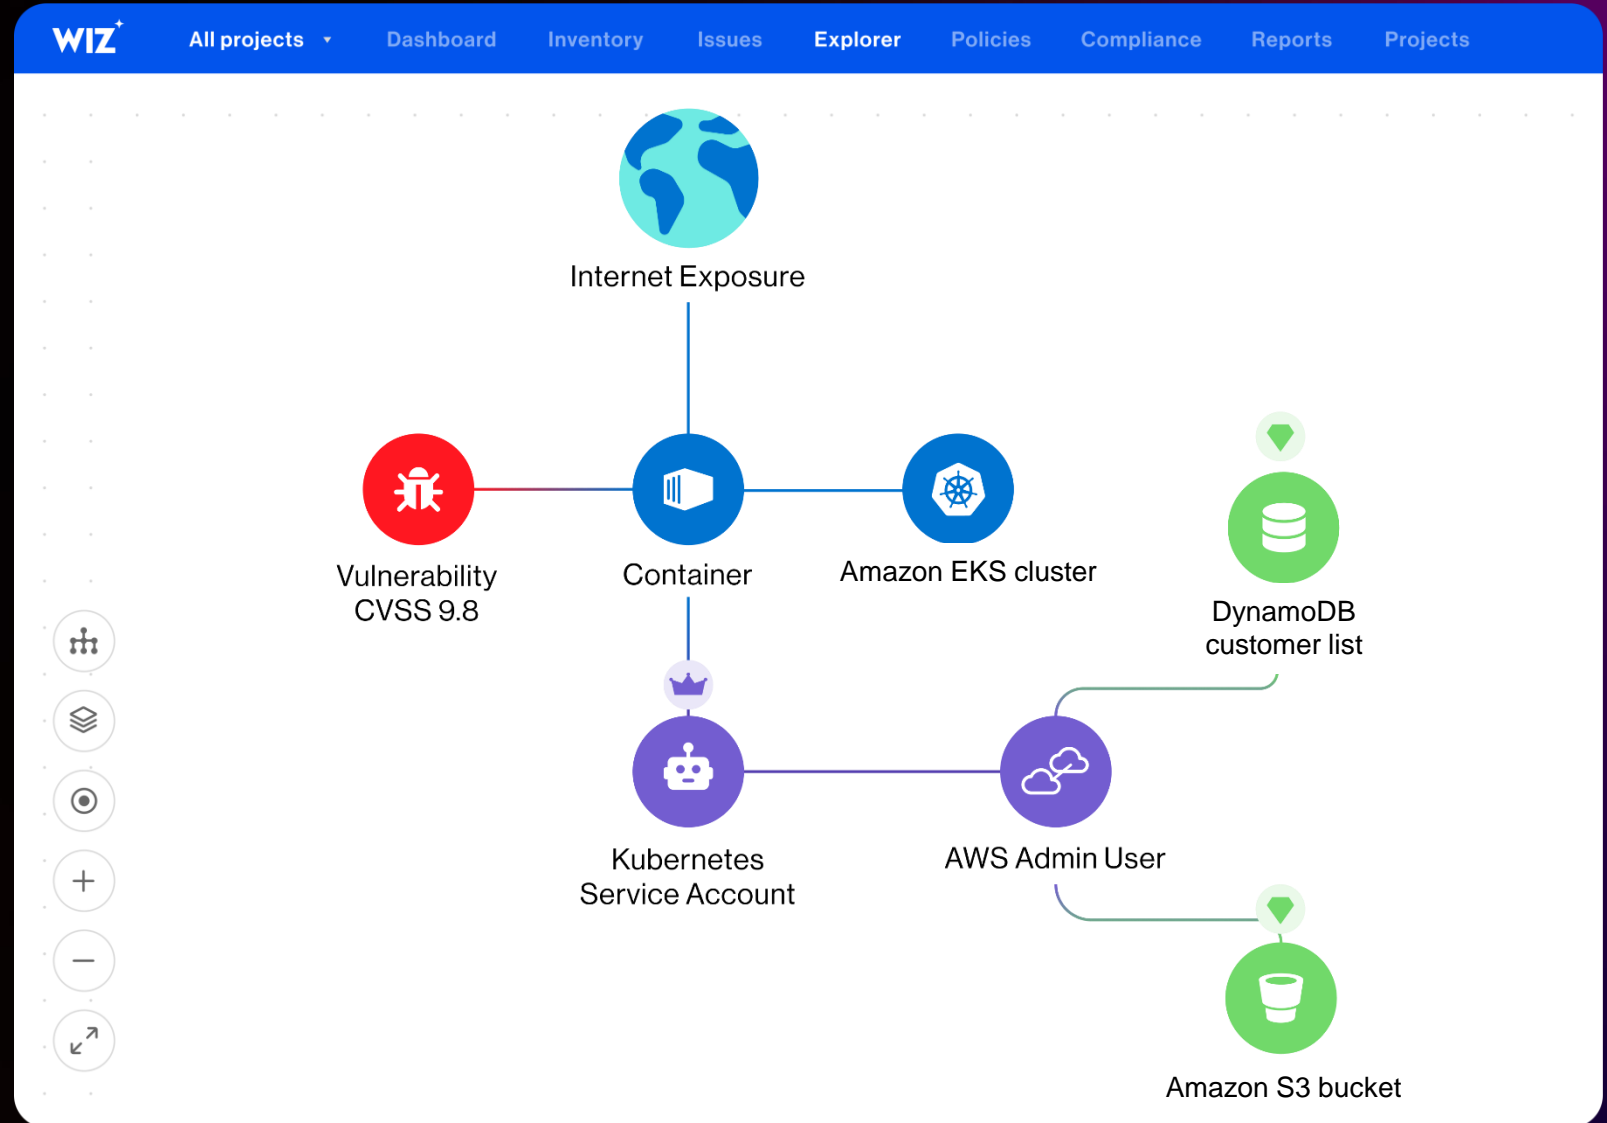 WIZ All projects Dashboard Inventory Issues Explorer Policies Compliance Reports Projects
Internet Exposure
Vulnerability
CVSS 9.8
Container
Amazon EKS cluster
DynamoDB
customer list
Kubernetes
Service Account
AWS Admin User
Amazon S3 bucket